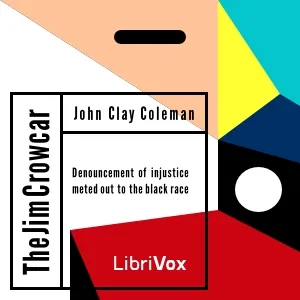 The Jim Crow car
John Clay Coleman
Denouncement of injustice
meted out to the black race
LibriVox